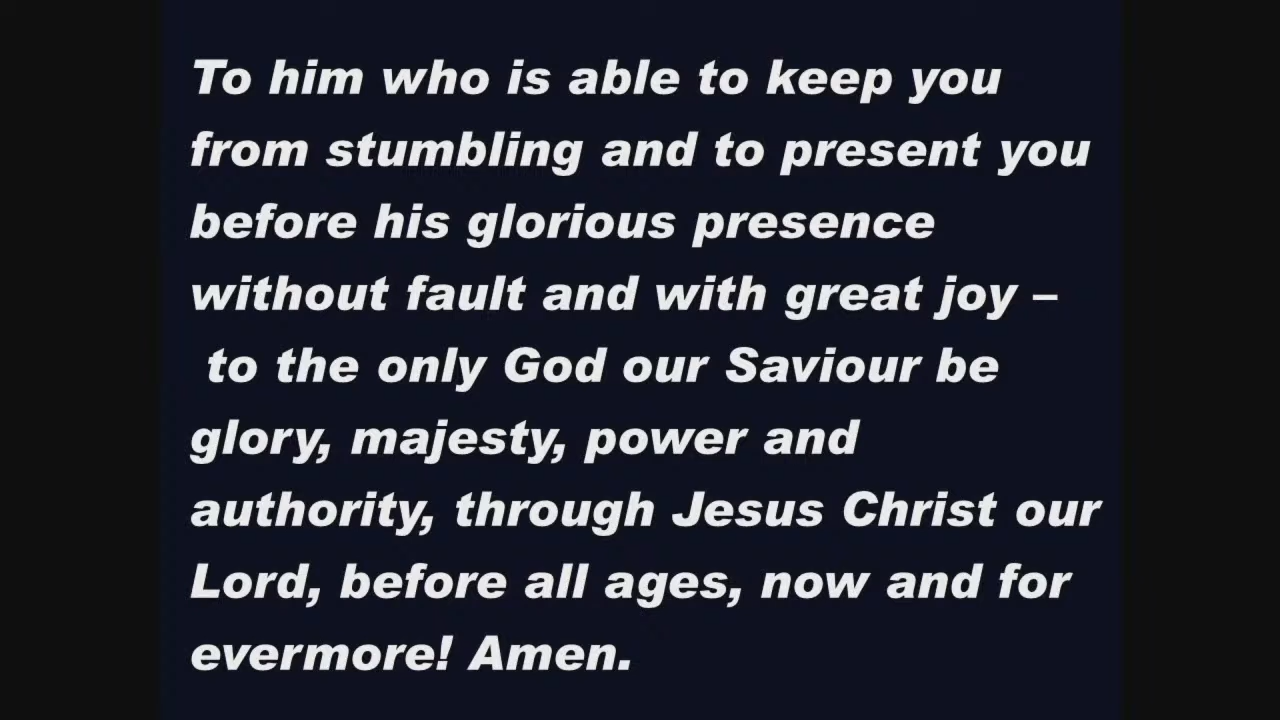 To him who is able to keep you
from stumbling and to present you
before his glorious presence
without fault and with great joy –
to the only God our Saviour be
glory, majesty, power and
authority, through Jesus Christ our
Lord, before all ages, now and for
evermore! Amen.